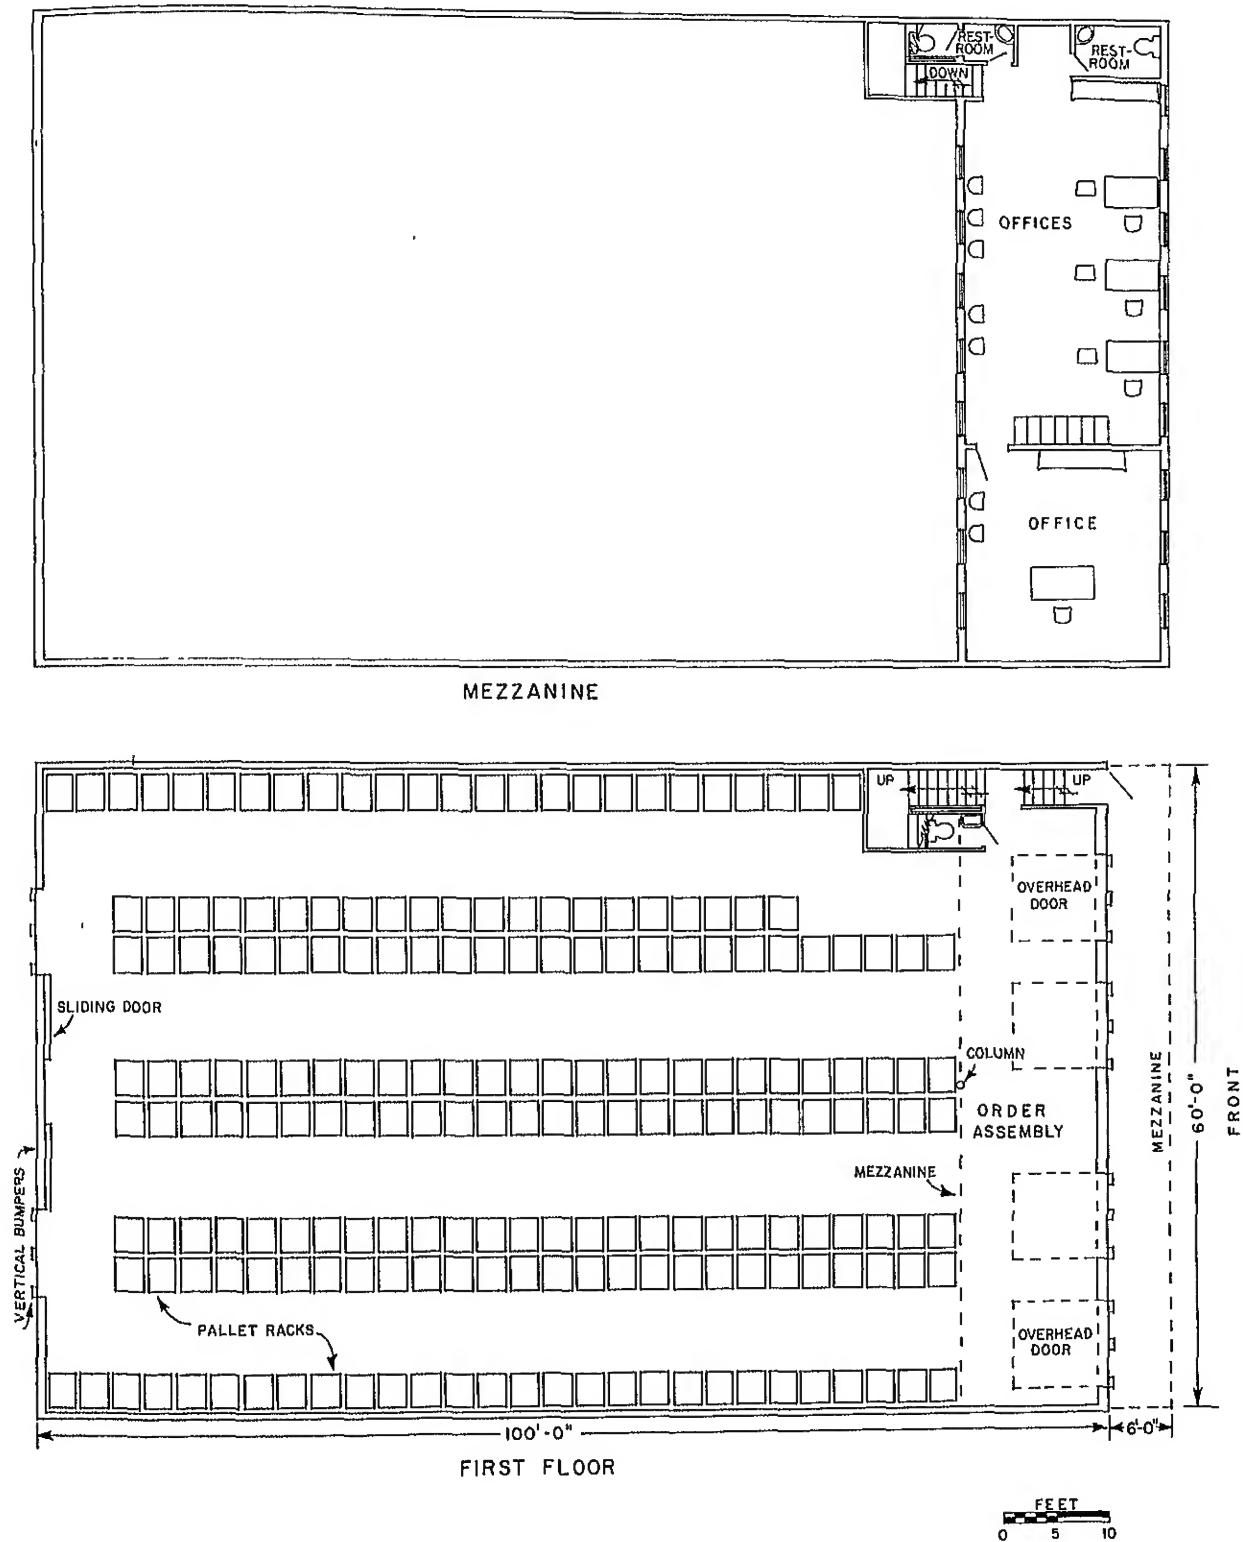 REST-
ROOM
REST-
ROOM
DOWN
OFFICES
OFFICE
MEZZANINE
UP
UP
OVERHEAD
DOOR
SLIDING DOOR
COLUMN
ORDER
ASSEMBLY
MEZZANINE
MEZZANINE
60'-0"
FRONT
VERTICAL BUMPERS
PALLET RACKS
OVERHEAD
DOOR
100'-0"
6'-0"
FIRST FLOOR
FEET
0 5 10